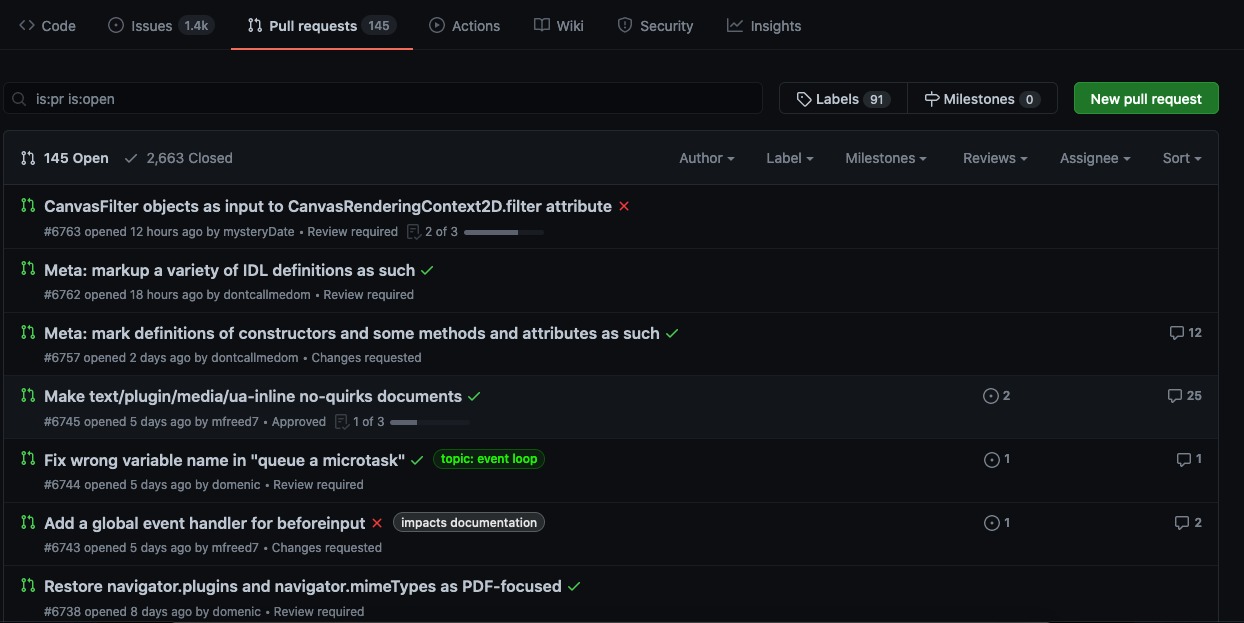 Code Issues 1.4k Pull requests 145 Actions Wiki Security Insights
is:pr is:open Labels 91 Milestones 0 New pull request
145 Open 2,663 Closed Author Label Milestones Reviews Assignee Sort
CanvasFilter objects as input to CanvasRenderingContext2D.filter attribute
#6763 opened 12 hours ago by mysteryDate • Review required 2 of 3
Meta: markup a variety of IDL definitions as such
#6762 opened 18 hours ago by dontcallmedom • Review required
Meta: mark definitions of constructors and some methods and attributes as such 12
#6757 opened 2 days ago by dontcallmedom • Changes requested
Make text/plugin/media/ua-inline no-quirks documents 2 25
#6745 opened 5 days ago by mfreed7 • Approved 1 of 3
Fix wrong variable name in "queue a microtask" topic: event loop 1 1
#6744 opened 5 days ago by domenic • Review required
Add a global event handler for beforeinput impacts documentation 1 2
#6743 opened 5 days ago by mfreed7 • Changes requested
Restore navigator.plugins and navigator.mimeTypes as PDF-focused
#6738 opened 8 days ago by domenic • Review required